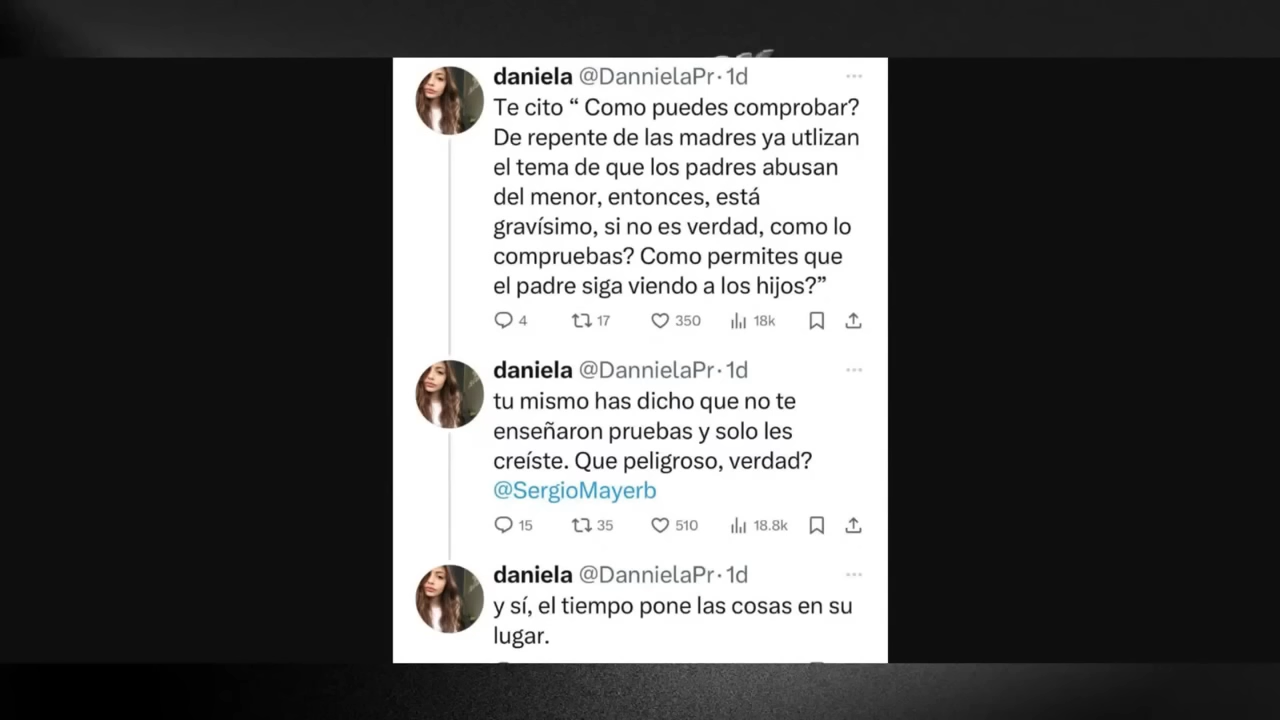 daniela @DannielaPr · 1d
Te cito “ Como puedes comprobar?
De repente de las madres ya utlizan
el tema de que los padres abusan
del menor, entonces, está
gravísimo, si no es verdad, como lo
compruebas? Como permites que
el padre siga viendo a los hijos?”
4 17 350 18k
daniela @DannielaPr · 1d
tu mismo has dicho que no te
enseñaron pruebas y solo les
creíste. Que peligroso, verdad?
@SergioMayerb
15 35 510 18.8k
daniela @DannielaPr · 1d
y sí, el tiempo pone las cosas en su
lugar.